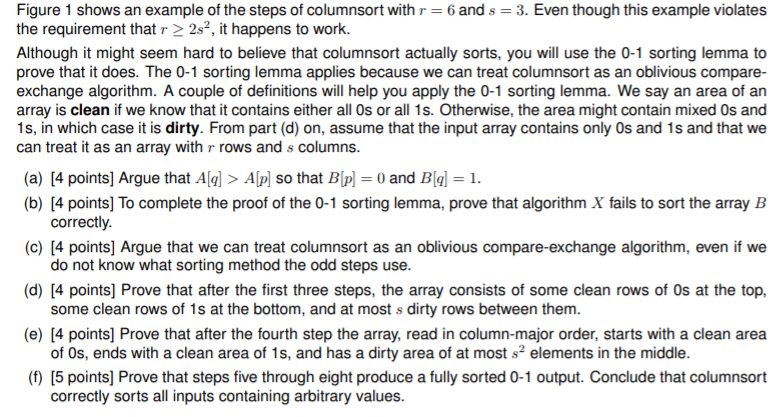 Figure 1 shows an example of the steps of columnsort with r = 6 and s = 3. Even though this example violates
the requirement that r ≥ 2s², it happens to work.
Although it might seem hard to believe that columnsort actually sorts, you will use the 0-1 sorting lemma to
prove that it does. The 0-1 sorting lemma applies because we can treat columnsort as an oblivious compare-
exchange algorithm. A couple of definitions will help you apply the 0-1 sorting lemma. We say an area of an
array is clean if we know that it contains either all 0s or all 1s. Otherwise, the area might contain mixed 0s and
1s, in which case it is dirty. From part (d) on, assume that the input array contains only 0s and 1s and that we
can treat it as an array with r rows and s columns.
(a) [4 points] Argue that A[q] > A[p] so that B[p] = 0 and B[q] = 1.
(b) [4 points] To complete the proof of the 0-1 sorting lemma, prove that algorithm X fails to sort the array B
correctly.
(c) [4 points] Argue that we can treat columnsort as an oblivious compare-exchange algorithm, even if we
do not know what sorting method the odd steps use.
(d) [4 points] Prove that after the first three steps, the array consists of some clean rows of 0s at the top,
some clean rows of 1s at the bottom, and at most s dirty rows between them.
(e) [4 points] Prove that after the fourth step the array, read in column-major order, starts with a clean area
of 0s, ends with a clean area of 1s, and has a dirty area of at most s² elements in the middle.
(f) [5 points] Prove that steps five through eight produce a fully sorted 0-1 output. Conclude that columnsort
correctly sorts all inputs containing arbitrary values.